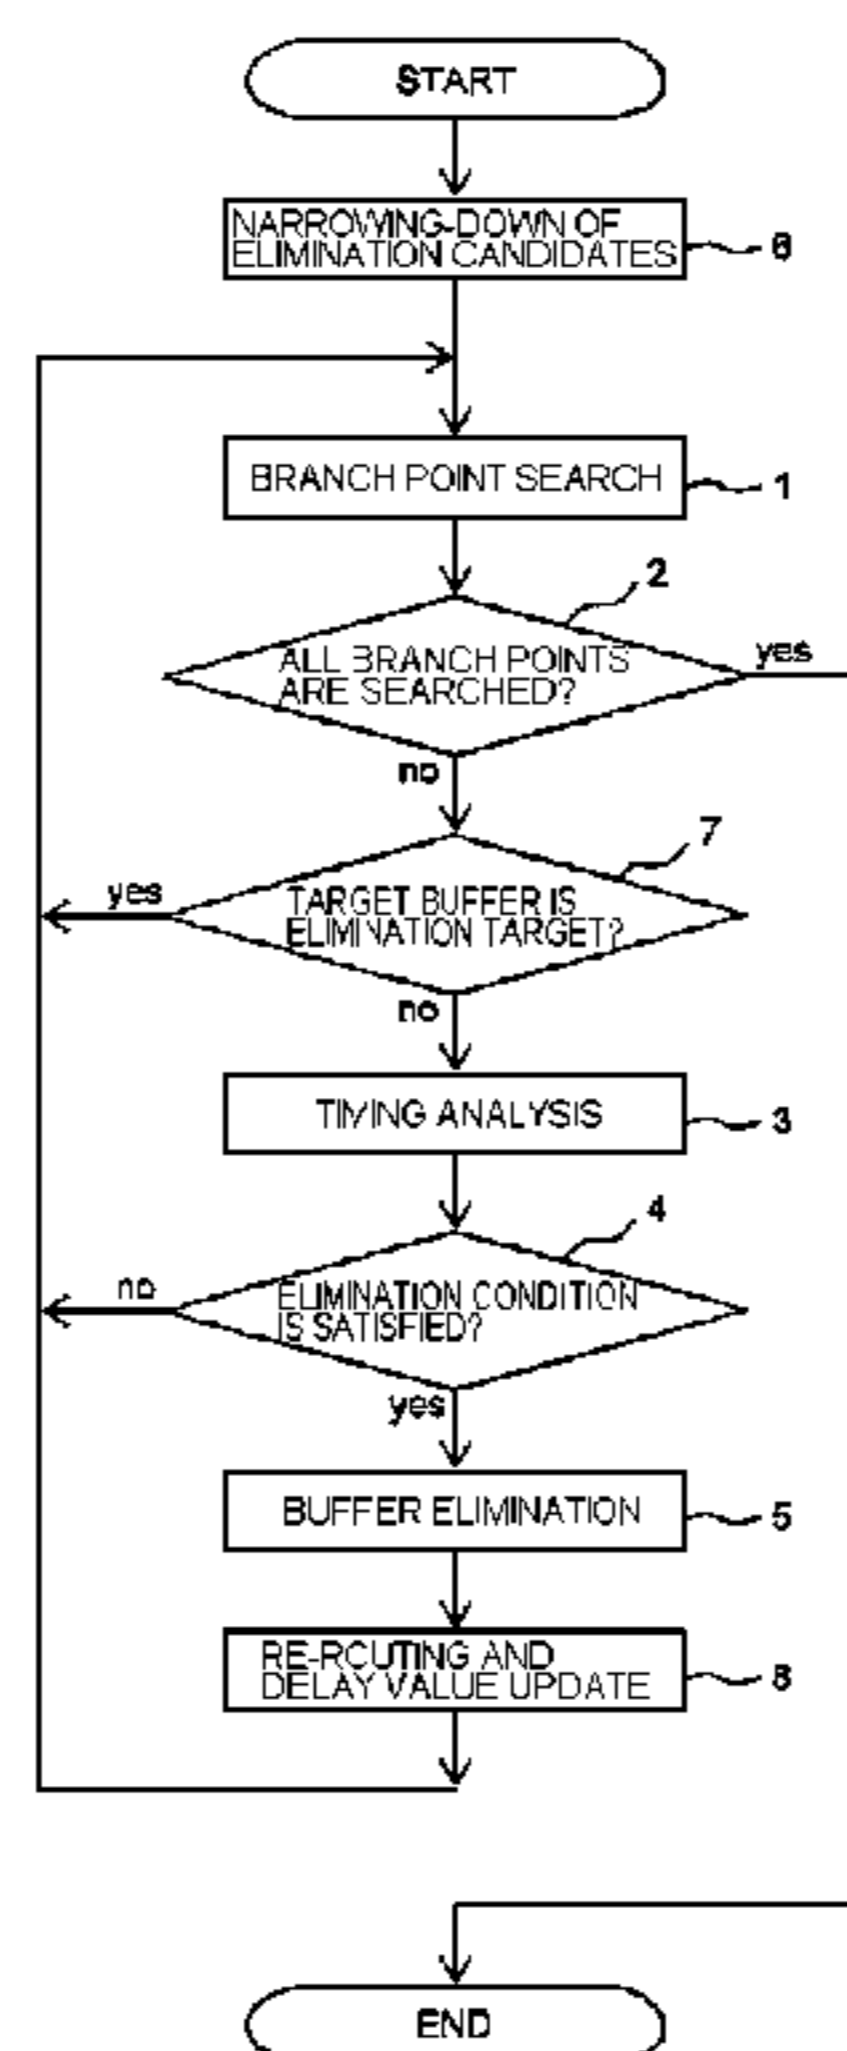 START
NARROWING-DOWN OF
ELIMINATION CANDIDATES
6
BRANCH POINT SEARCH
1
2
ALL BRANCH POINTS
ARE SEARCHED?
yes
no
7
yes
TARGET BUFFER IS
ELIMINATION TARGET?
no
TIMING ANALYSIS
3
4
no
ELIMINATION CONDITION
IS SATISFIED?
yes
BUFFER ELIMINATION
5
RE-ROUTING AND
DELAY VALUE UPDATE
8
END